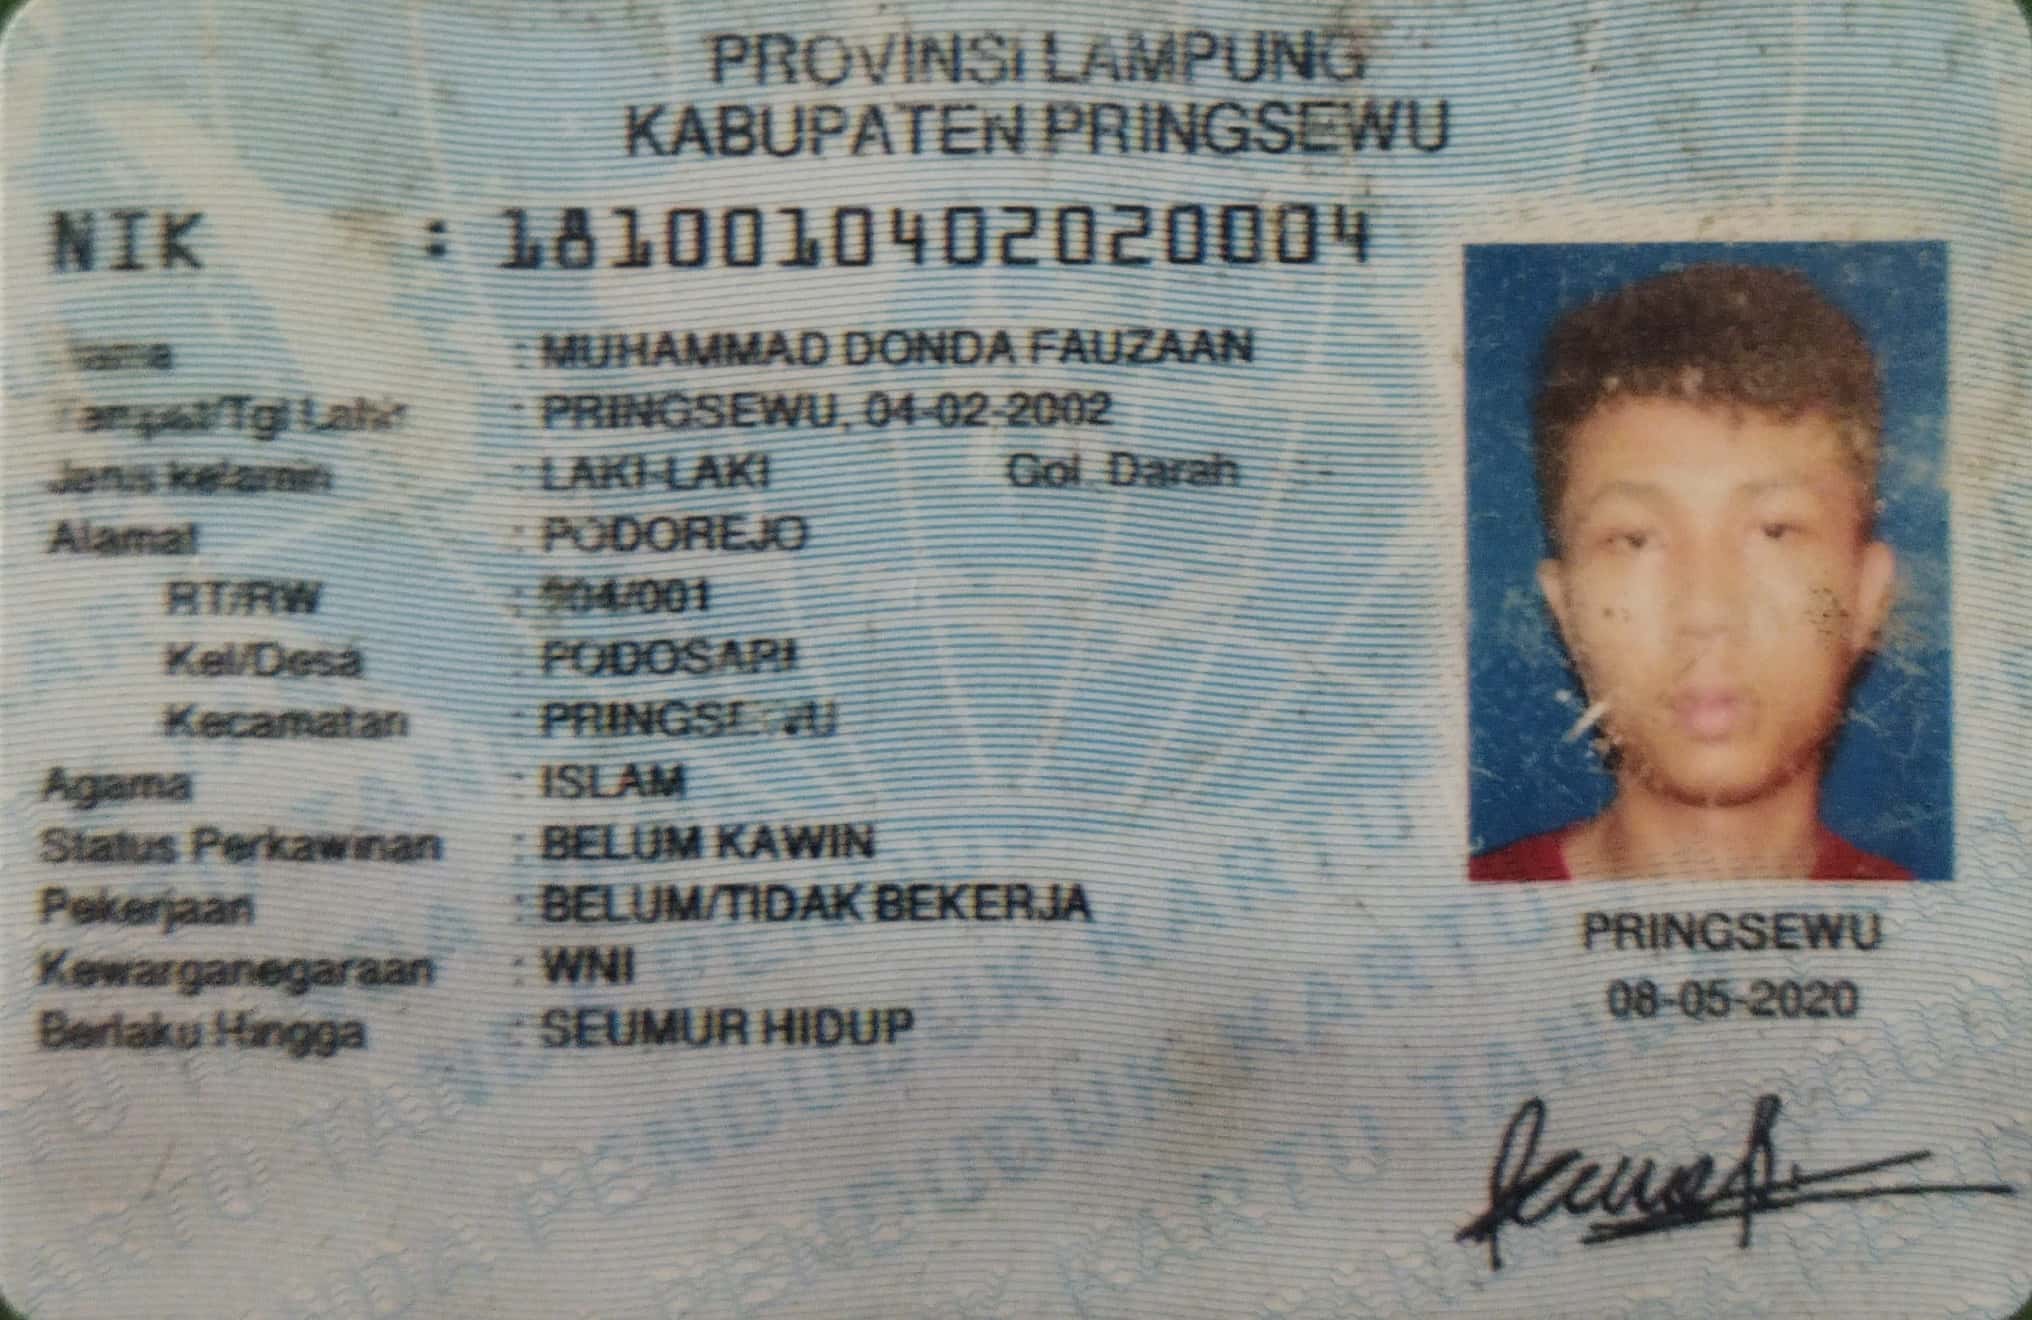 PROVINSI LAMPUNG
KABUPATEN PRINGSEWU
NIK : 1810010402020004
Nama : MUHAMMAD DONDA FAUZAAN
Tempat/Tgl Lahir : PRINGSEWU, 04-02-2002
Jenis kelamin : LAKI-LAKI Gol. Darah : -
Alamat : PODOREJO
RT/RW : 004/001
Kel/Desa : PODOSARI
Kecamatan : PRINGSEWU
Agama : ISLAM
Status Perkawinan : BELUM KAWIN
Pekerjaan : BELUM/TIDAK BEKERJA
Kewarganegaraan : WNI
Berlaku Hingga : SEUMUR HIDUP
PRINGSEWU
08-05-2020